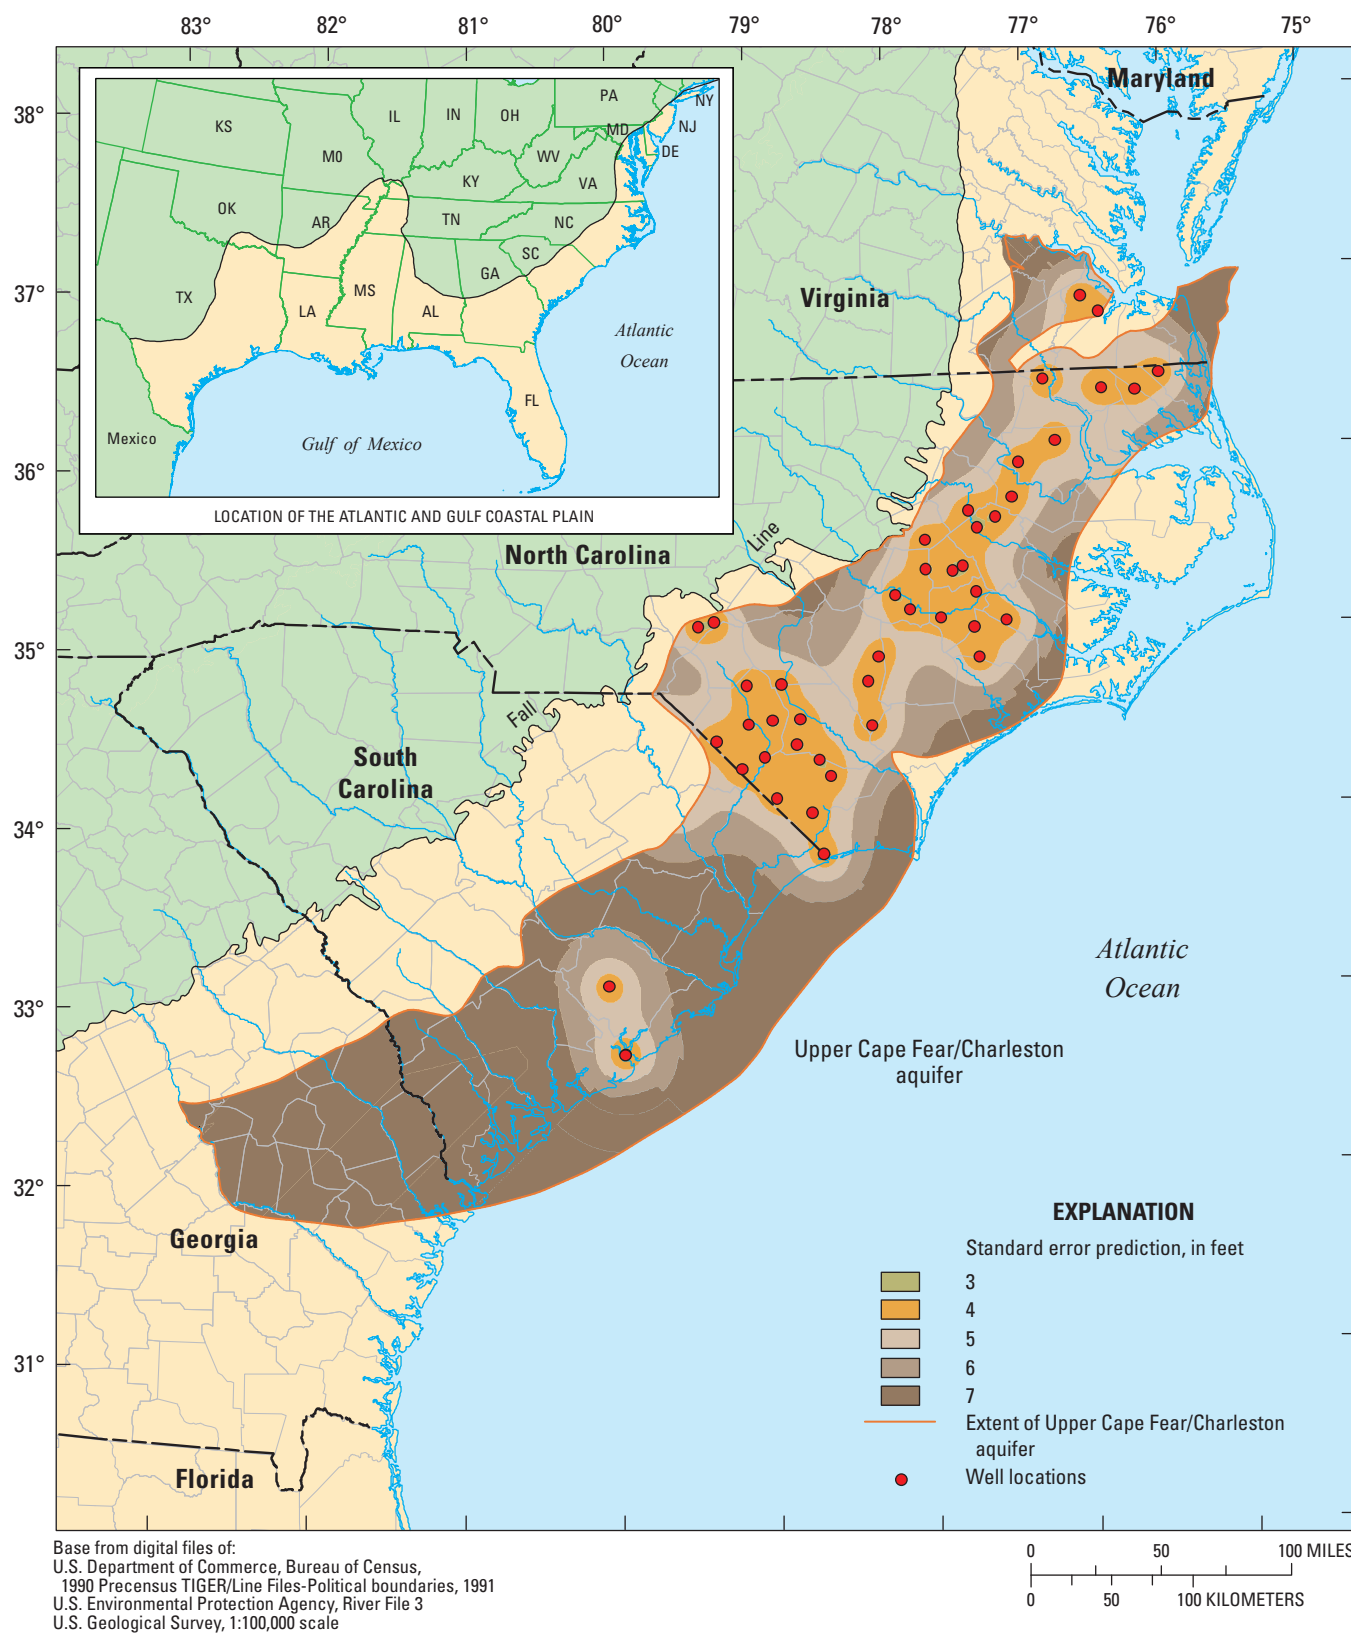 83° 82° 81° 80° 79° 78° 77° 76° 75°
38°
37°
36°
35°
34°
33°
32°
31°
Maryland
Virginia
North Carolina
South
Carolina
Georgia
Florida
Fall
Line
KS
MO
IL
IN
OH
PA
NY
NJ
MD
DE
WV
VA
KY
OK
AR
TN
NC
SC
GA
TX
LA
MS
AL
FL
Mexico
Gulf of Mexico
Atlantic
Ocean
LOCATION OF THE ATLANTIC AND GULF COASTAL PLAIN
Atlantic
Ocean
Upper Cape Fear/Charleston
aquifer
EXPLANATION
Standard error prediction, in feet
3
4
5
6
7
Extent of Upper Cape Fear/Charleston
aquifer
Well locations
0 50 100 MILES
0 50 100 KILOMETERS
Base from digital files of:
U.S. Department of Commerce, Bureau of Census,
1990 Precensus TIGER/Line Files-Political boundaries, 1991
U.S. Environmental Protection Agency, River File 3
U.S. Geological Survey, 1:100,000 scale